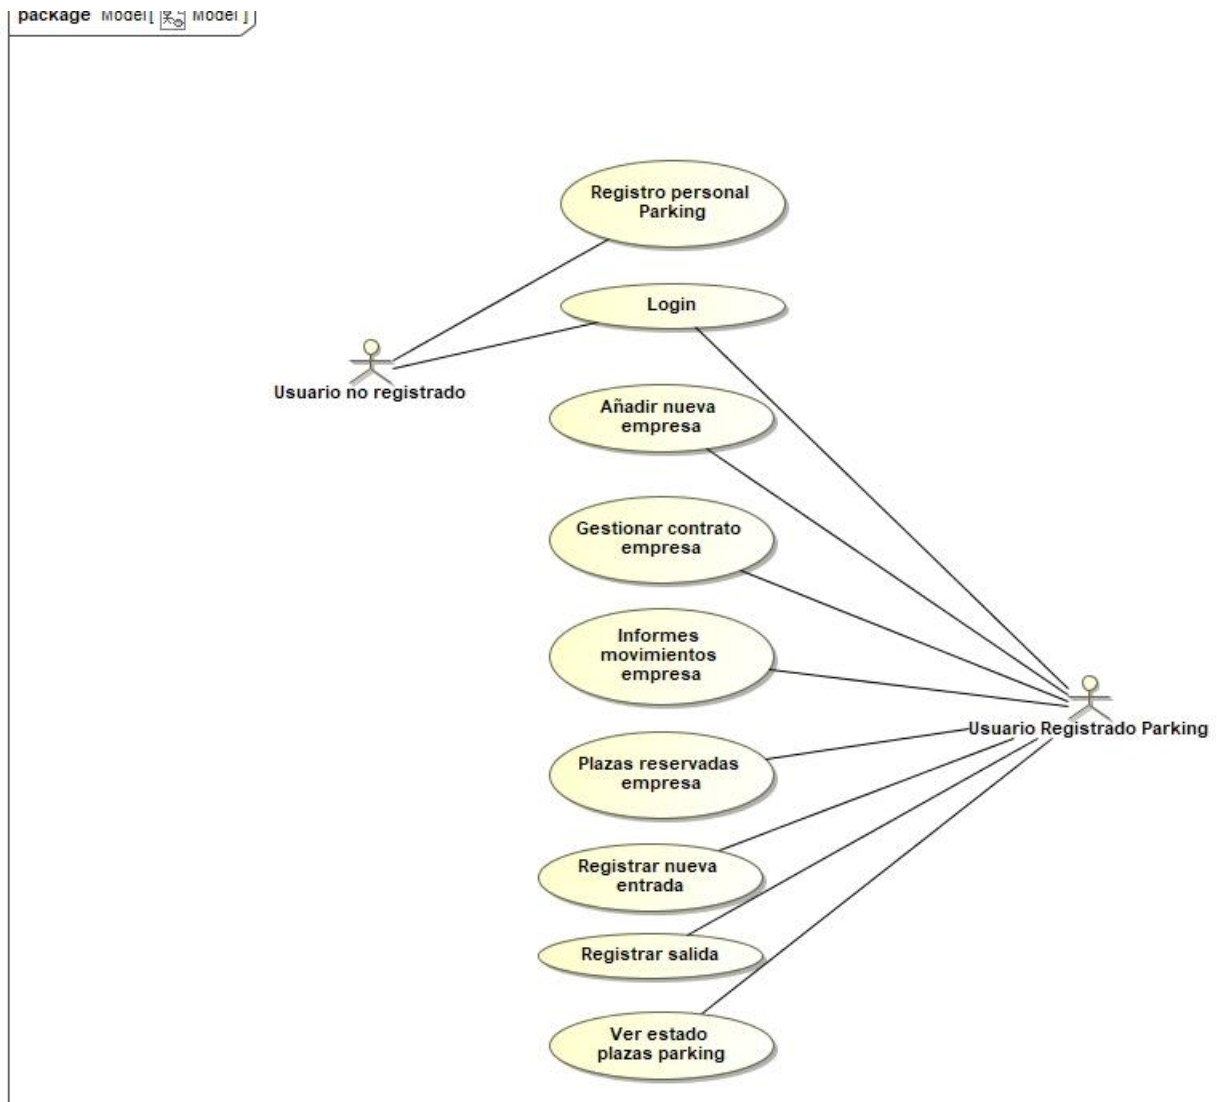 package Model[ Model ]
Registro personal
Parking
Login
Usuario no registrado
Añadir nueva
empresa
Gestionar contrato
empresa
Informes
movimientos
empresa
Usuario Registrado Parking
Plazas reservadas
empresa
Registrar nueva
entrada
Registrar salida
Ver estado
plazas parking